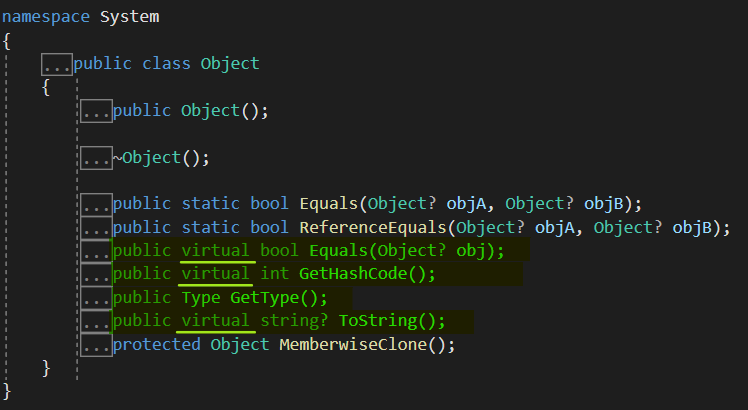 namespace System
{
...public class Object
{
...public Object();
...~Object();
...public static bool Equals(Object? objA, Object? objB);
...public static bool ReferenceEquals(Object? objA, Object? objB);
...public virtual bool Equals(Object? obj);
...public virtual int GetHashCode();
...public Type GetType();
...public virtual string? ToString();
...protected Object MemberwiseClone();
}
}